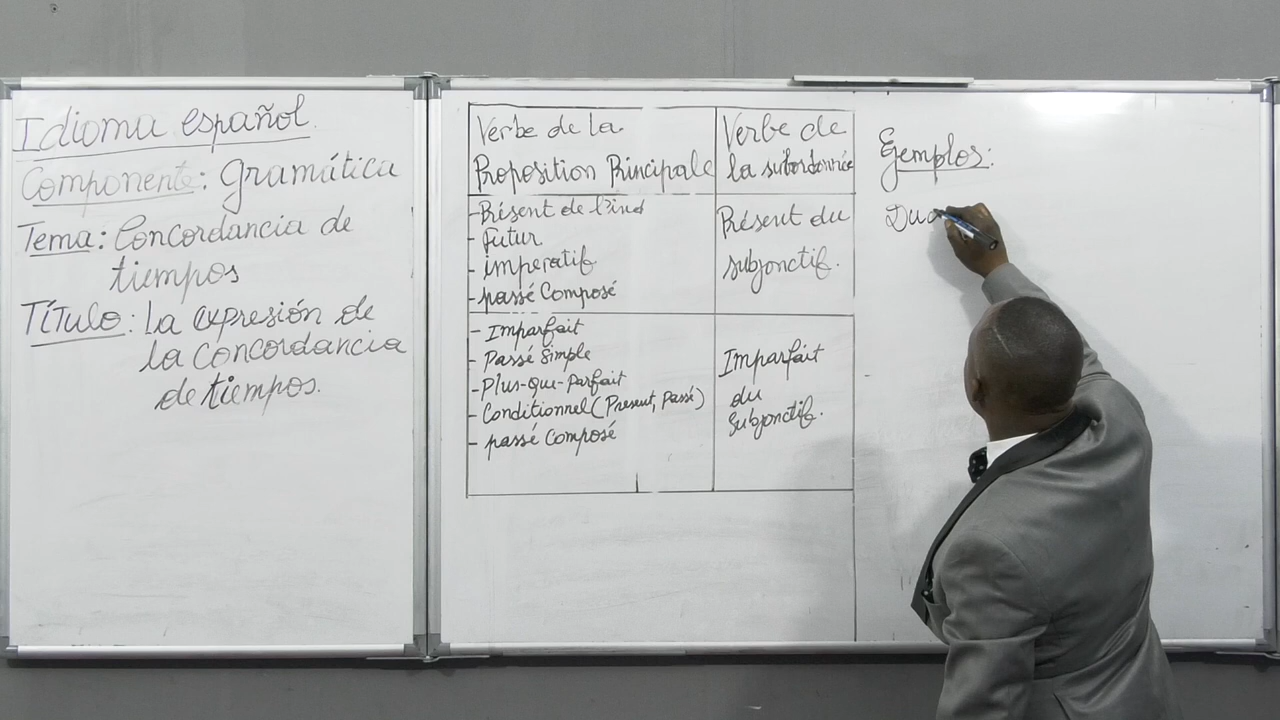 Idioma español
Componente: Gramática
Tema: Concordancia de
tiempos
Título: La expresión de
la concordancia
de tiempos.
Verbe de la
Proposition Principale
Verbe de
la subordonnée
- Présent de l'ind
- Futur
- imperatif
- passé Composé
Présent du
subjonctif.
- Imparfait
- Passé Simple
- Plus-que-Parfait
- Conditionnel (Present, Passé)
- passé Composé
Imparfait
du
Subjonctif.
Ejemplos:
Dud